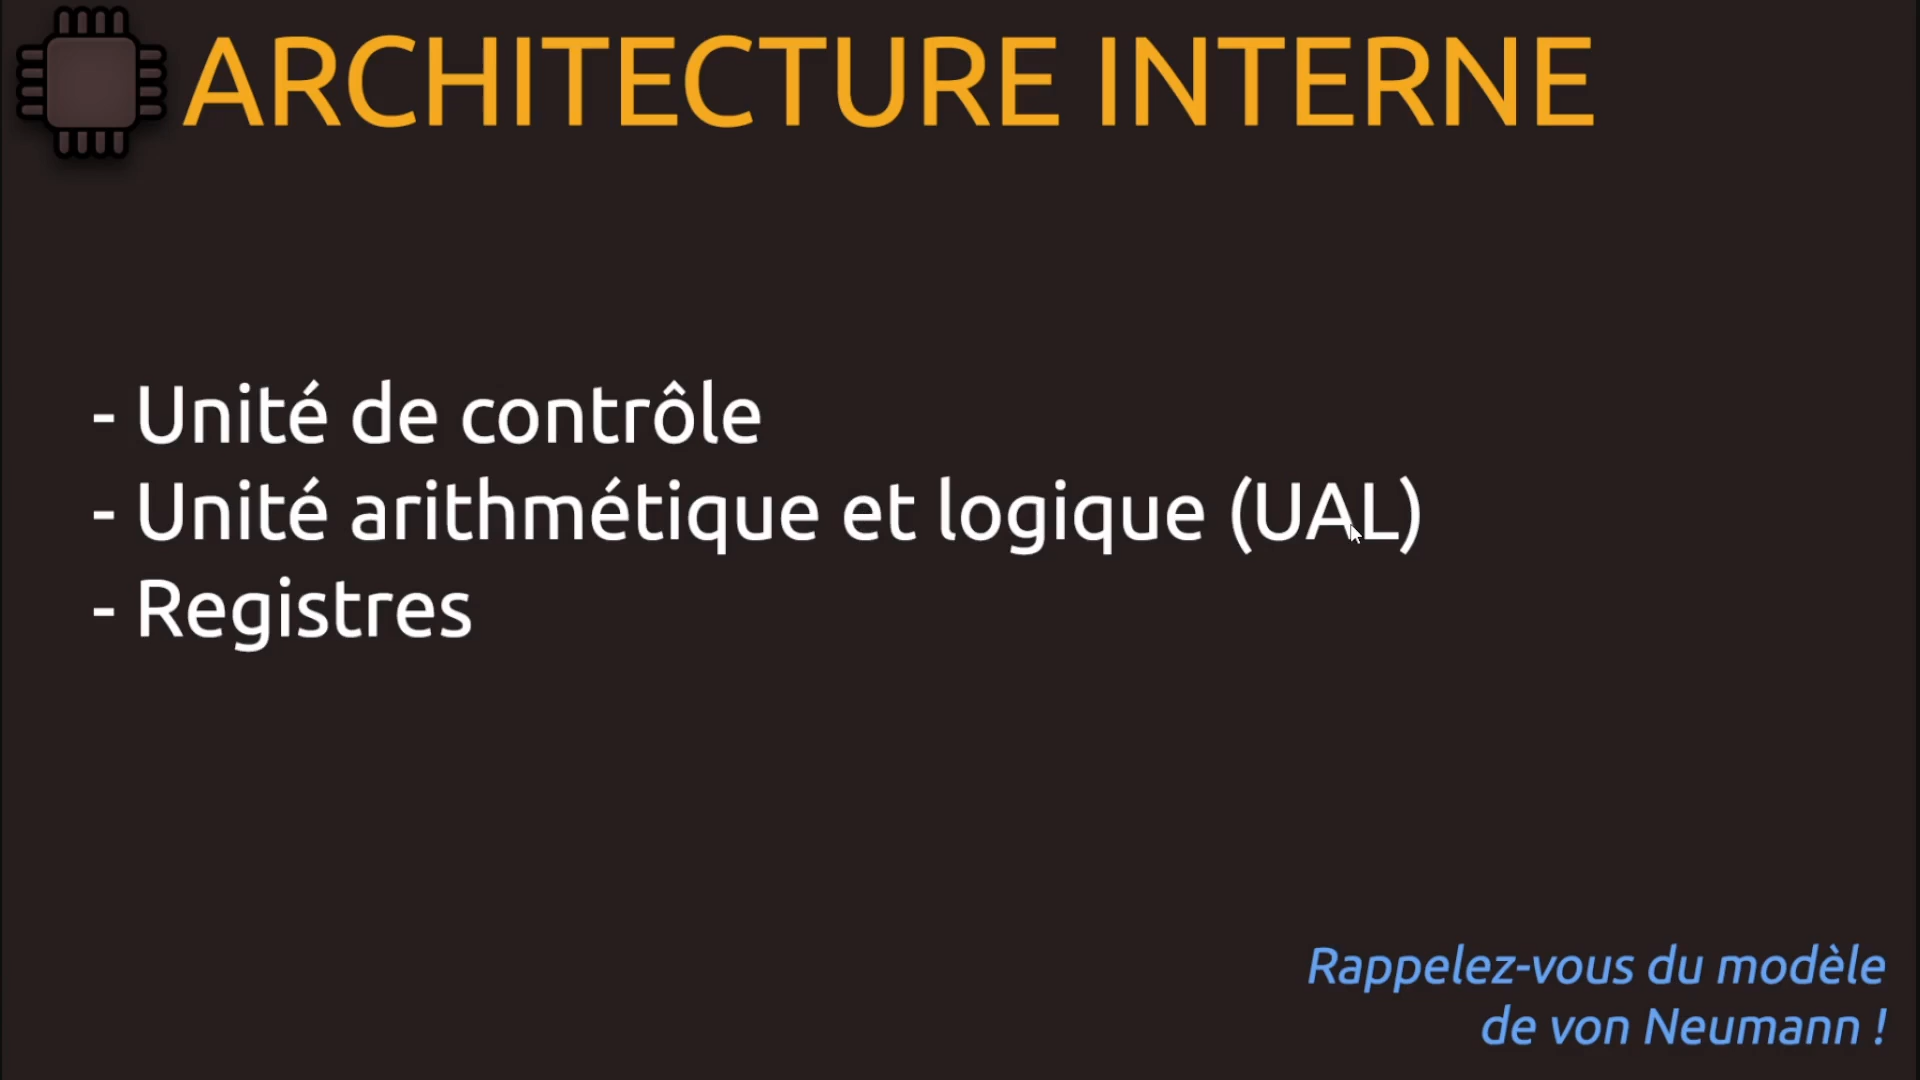 ARCHITECTURE INTERNE
- Unité de contrôle
- Unité arithmétique et logique (UAL)
- Registres
Rappelez-vous du modèle
de von Neumann !